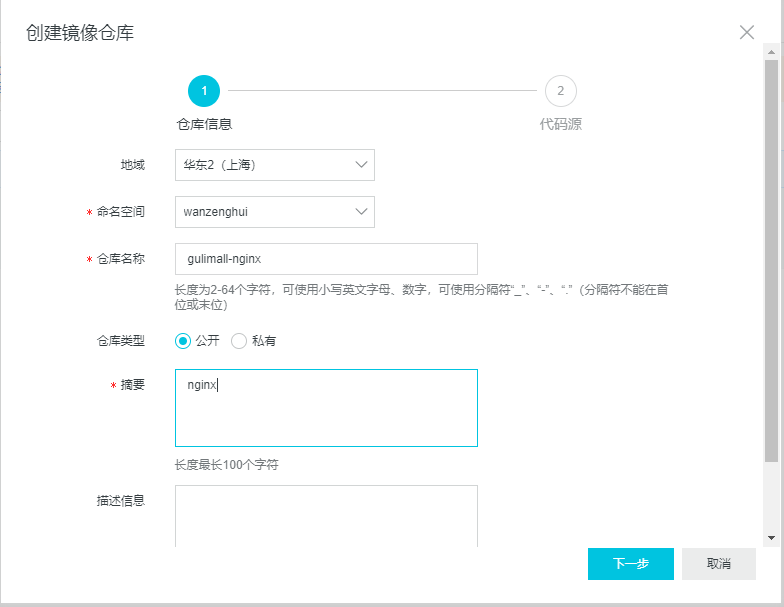 创建镜像仓库
1
2
仓库信息
代码源
地域
华东2（上海）
* 命名空间
wanzenghui
* 仓库名称
gulimall-nginx
长度为2-64个字符，可使用小写英文字母、数字，可使用分隔符“_”、“-”、“.”（分隔符不能在首
位或末位）
仓库类型
公开
私有
* 摘要
nginx
长度最长100个字符
描述信息
下一步
取消